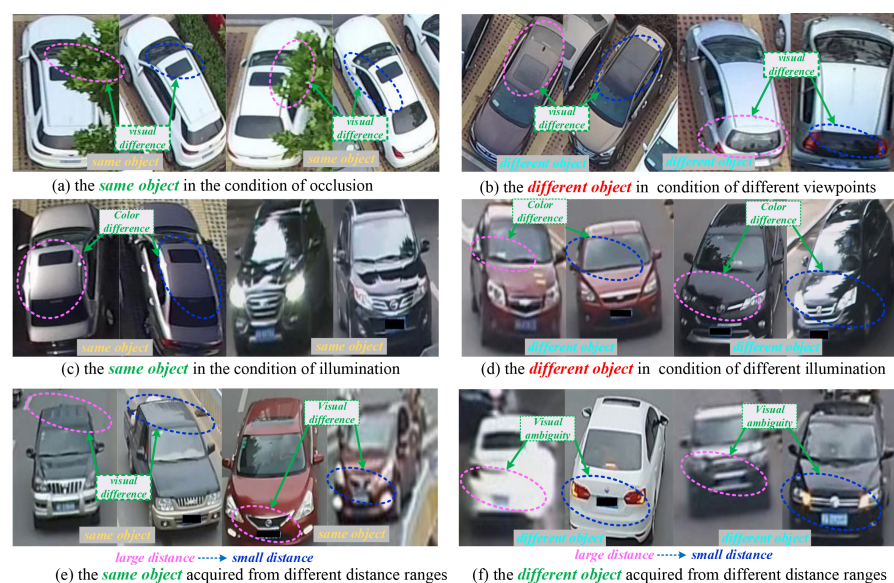 visual
difference
same object
visual
difference
same object
(a) the same object in the condition of occlusion
visual
difference
different object
visual
difference
different object
(b) the different object in condition of different viewpoints
Color
difference
same object
same object
(c) the same object in the condition of illumination
Color
difference
different object
Color
difference
different object
(d) the different object in condition of different illumination
visual
difference
same object
Visual
difference
same object
large distance small distance
(e) the same object acquired from different distance ranges
Visual
ambiguity
different object
Visual
ambiguity
different object
large distance small distance
(f) the different object acquired from different distance ranges